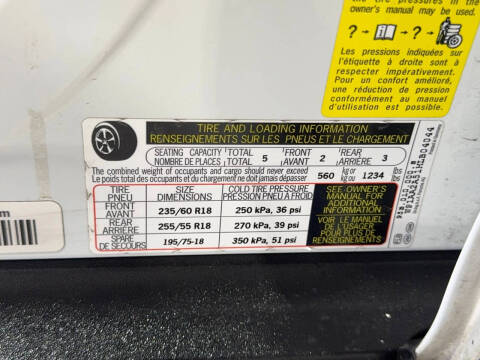 the tire pressures in the
owner's manual may be used.
? → i → ? →
Les pressions indiquées sur
l'étiquette à droite sont à
respecter impérativement.
Pour un confort amélioré,
une réduction de pression
conformément au manuel
d'utilisation est possible.
TIRE AND LOADING INFORMATION
RENSEIGNEMENTS SUR LES PNEUS ET LE CHARGEMENT
SEATING CAPACITY TOTAL 5 FRONT 2 REAR 3
NOMBRE DE PLACES TOTAL AVANT ARRIÈRE
The combined weight of occupants and cargo should never exceed 560 kg or 1234 lbs.
Le poids total des occupants et du chargement ne doit jamais dépasser kg ou lb.
TIRE SIZE COLD TIRE PRESSURE SEE OWNER'S
PNEU DIMENSIONS PRESSION PNEU A FROID MANUAL FOR
FRONT ADDITIONAL
AVANT 235/60 R18 250 kPa, 36 psi INFORMATION
REAR VOIR LE MANUEL
ARRIERE 255/55 R18 270 kPa, 39 psi DE L'USAGER
SPARE POUR PLUS DE
DE SECOURS 195/75-18 350 kPa, 51 psi RENSEIGNEMENTS